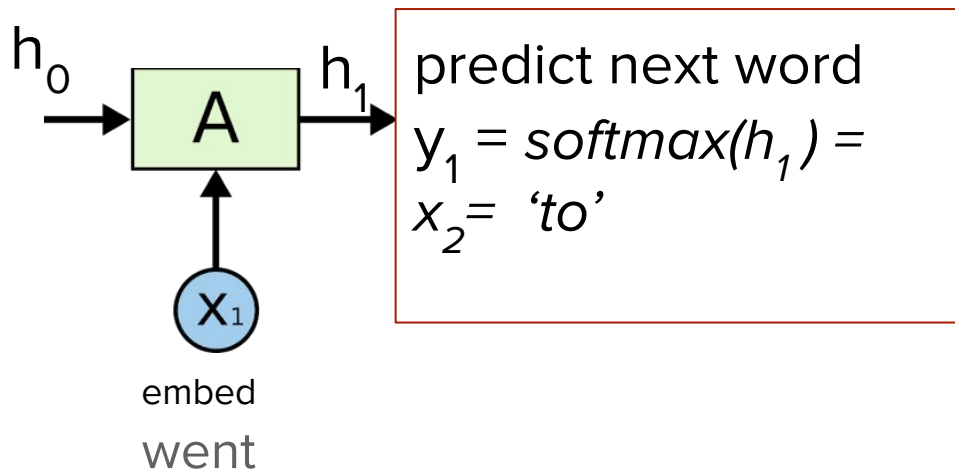 h₀
A
h₁
predict next word
y₁ = softmax(h₁) =
x₂= ‘to’
x₁
embed
went